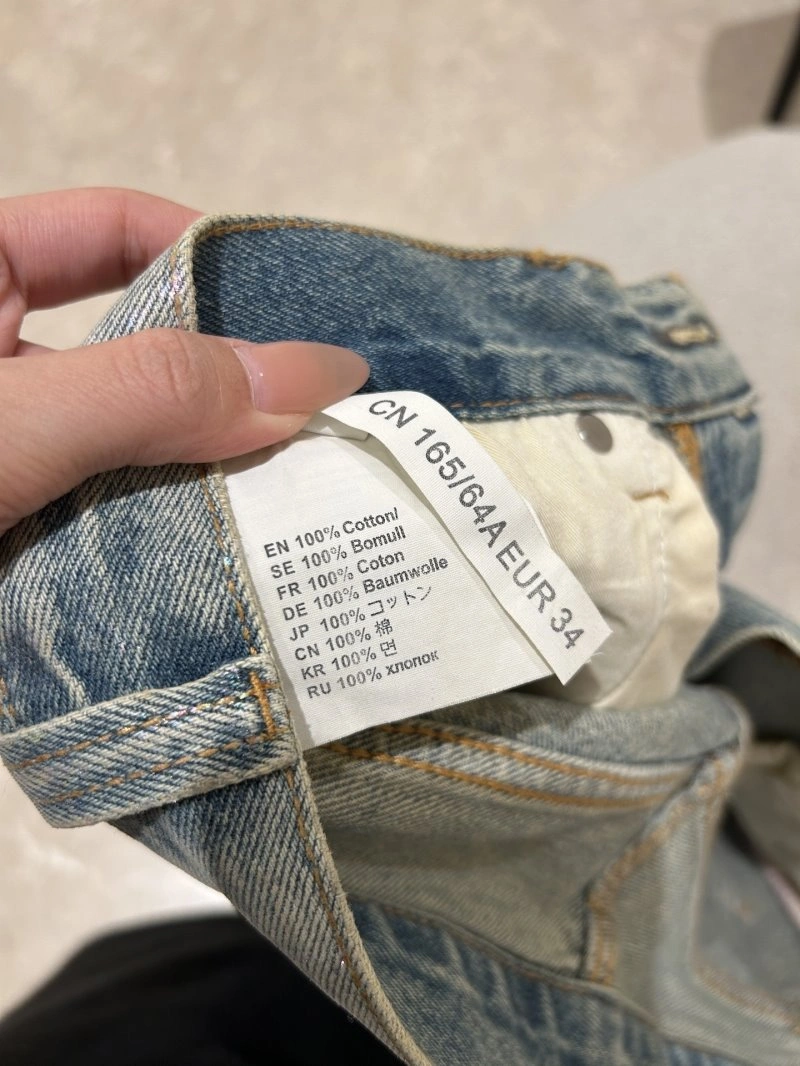 CN 165/64A EUR 34
EN 100% Cotton/
SE 100% Bomull
FR 100% Coton
DE 100% Baumwolle
JP 100% コットン
CN 100% 棉
KR 100% 면
RU 100% хлопок